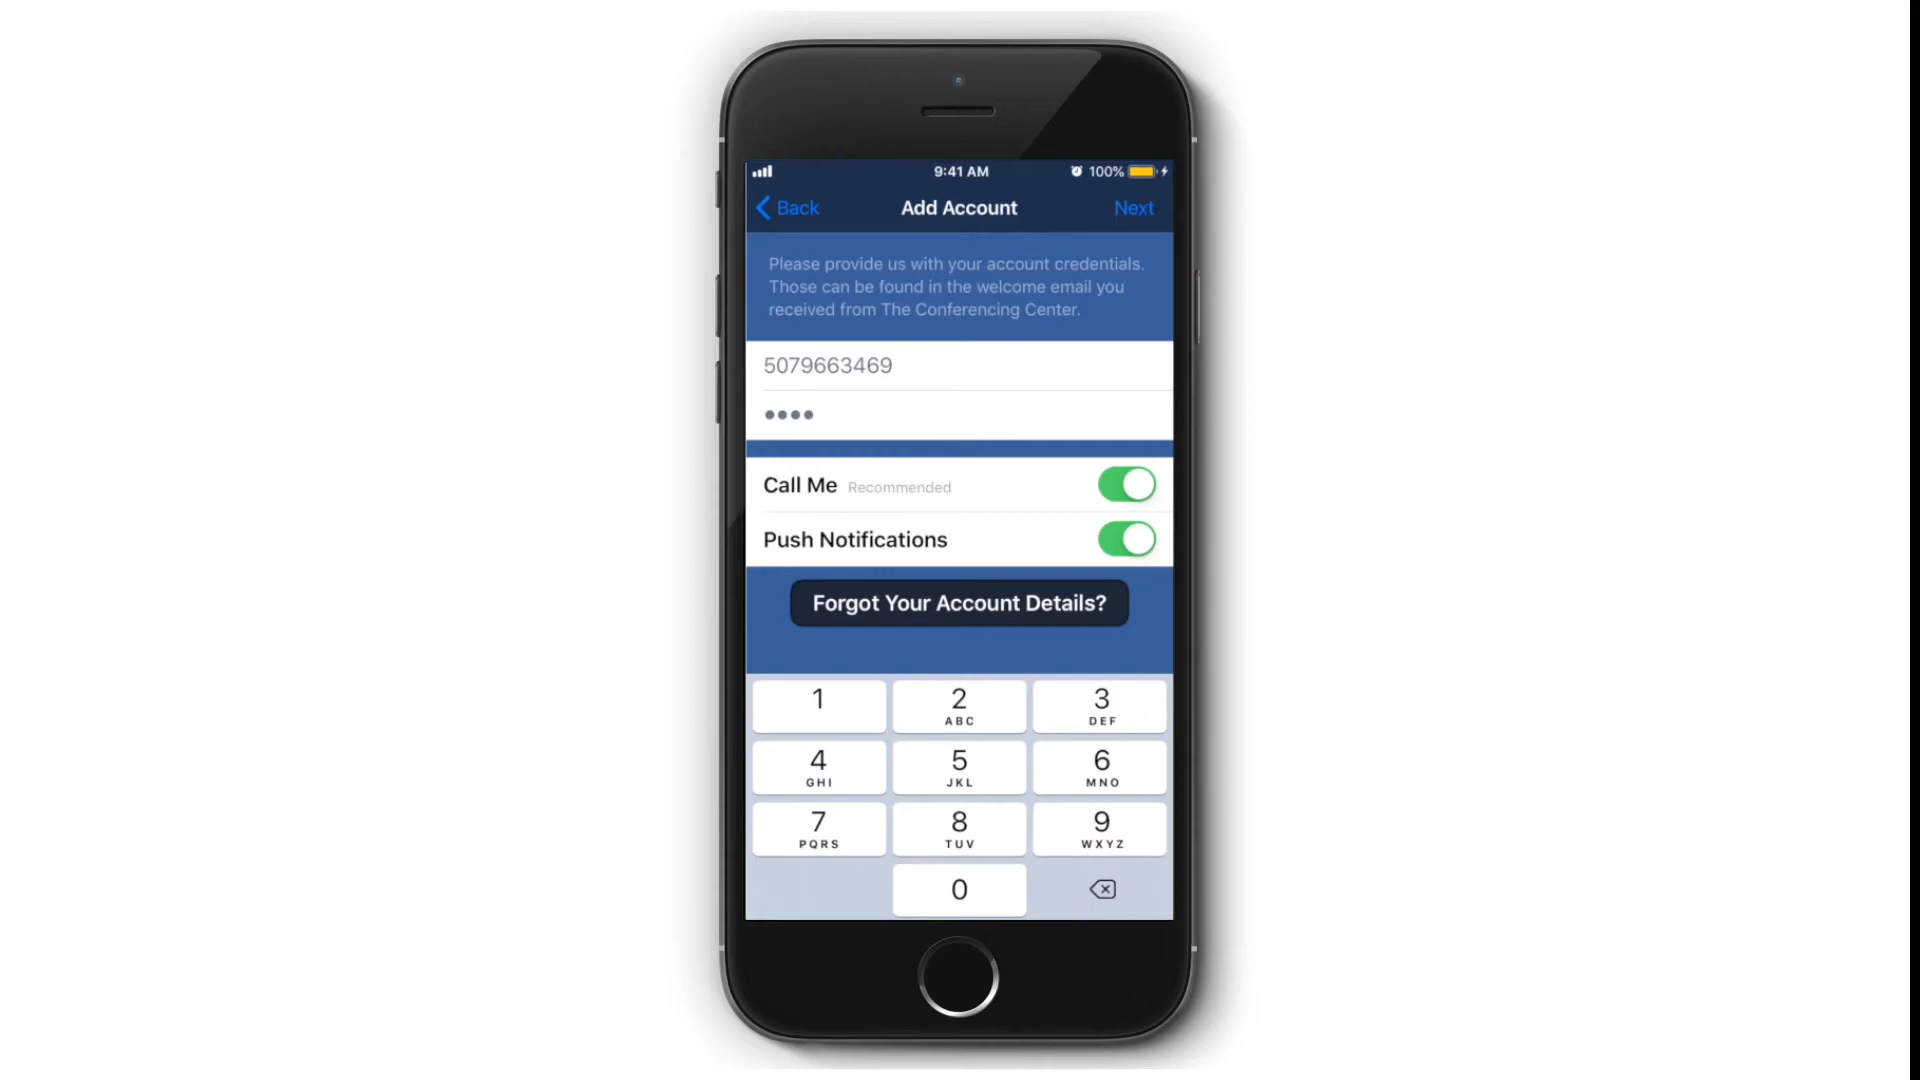 9:41 AM
100%
Back
Add Account
Next
Please provide us with your account credentials.
Those can be found in the welcome email you
received from The Conferencing Center.
5079663469
••••
Call Me Recommended
Push Notifications
Forgot Your Account Details?
1
2
ABC
3
DEF
4
GHI
5
JKL
6
MNO
7
PQRS
8
TUV
9
WXYZ
0